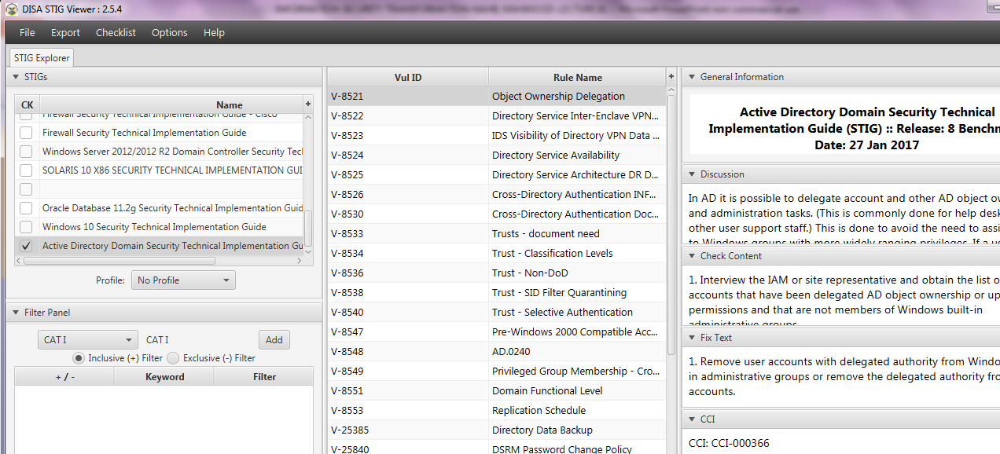 DISA STIG Viewer : 2.5.4
File Export Checklist Options Help
STIG Explorer
STIGs
CK Name
Firewall Security Technical Implementation Guide - Cisco
Firewall Security Technical Implementation Guide
Windows Server 2012/2012 R2 Domain Controller Security Tec
SOLARIS 10 X86 SECURITY TECHNICAL IMPLEMENTATION GUI
Oracle Database 11.2g Security Technical Implementation Guid
Windows 10 Security Technical Implementation Guide
Active Directory Domain Security Technical Implementation Gu
Profile: No Profile
Filter Panel
CAT I CAT I Add
Inclusive (+) Filter Exclusive (-) Filter
+ / - Keyword Filter
Vul ID Rule Name +
V-8521 Object Ownership Delegation
V-8522 Directory Service Inter-Enclave VPN...
V-8523 IDS Visibility of Directory VPN Data ...
V-8524 Directory Service Availability
V-8525 Directory Service Architecture DR D...
V-8526 Cross-Directory Authentication INF...
V-8530 Cross-Directory Authentication Doc...
V-8533 Trusts - document need
V-8534 Trust - Classification Levels
V-8536 Trust - Non-DoD
V-8538 Trust - SID Filter Quarantining
V-8540 Trust - Selective Authentication
V-8547 Pre-Windows 2000 Compatible Acc...
V-8548 AD.0240
V-8549 Privileged Group Membership - Cro...
V-8551 Domain Functional Level
V-8553 Replication Schedule
V-25385 Directory Data Backup
V-25840 DSRM Password Change Policy
General Information
Active Directory Domain Security Technical
Implementation Guide (STIG) :: Release: 8 Benchm
Date: 27 Jan 2017
Discussion
In AD it is possible to delegate account and other AD object ow
and administration tasks. (This is commonly done for help desk
other user support staff.) This is done to avoid the need to assi
to Windows groups with more widely ranging privileges. If a us
Check Content
1. Interview the IAM or site representative and obtain the list o
accounts that have been delegated AD object ownership or up
permissions and that are not members of Windows built-in
administrative groups.
Fix Text
1. Remove user accounts with delegated authority from Windo
in administrative groups or remove the delegated authority fro
accounts.
CCI
CCI: CCI-000366